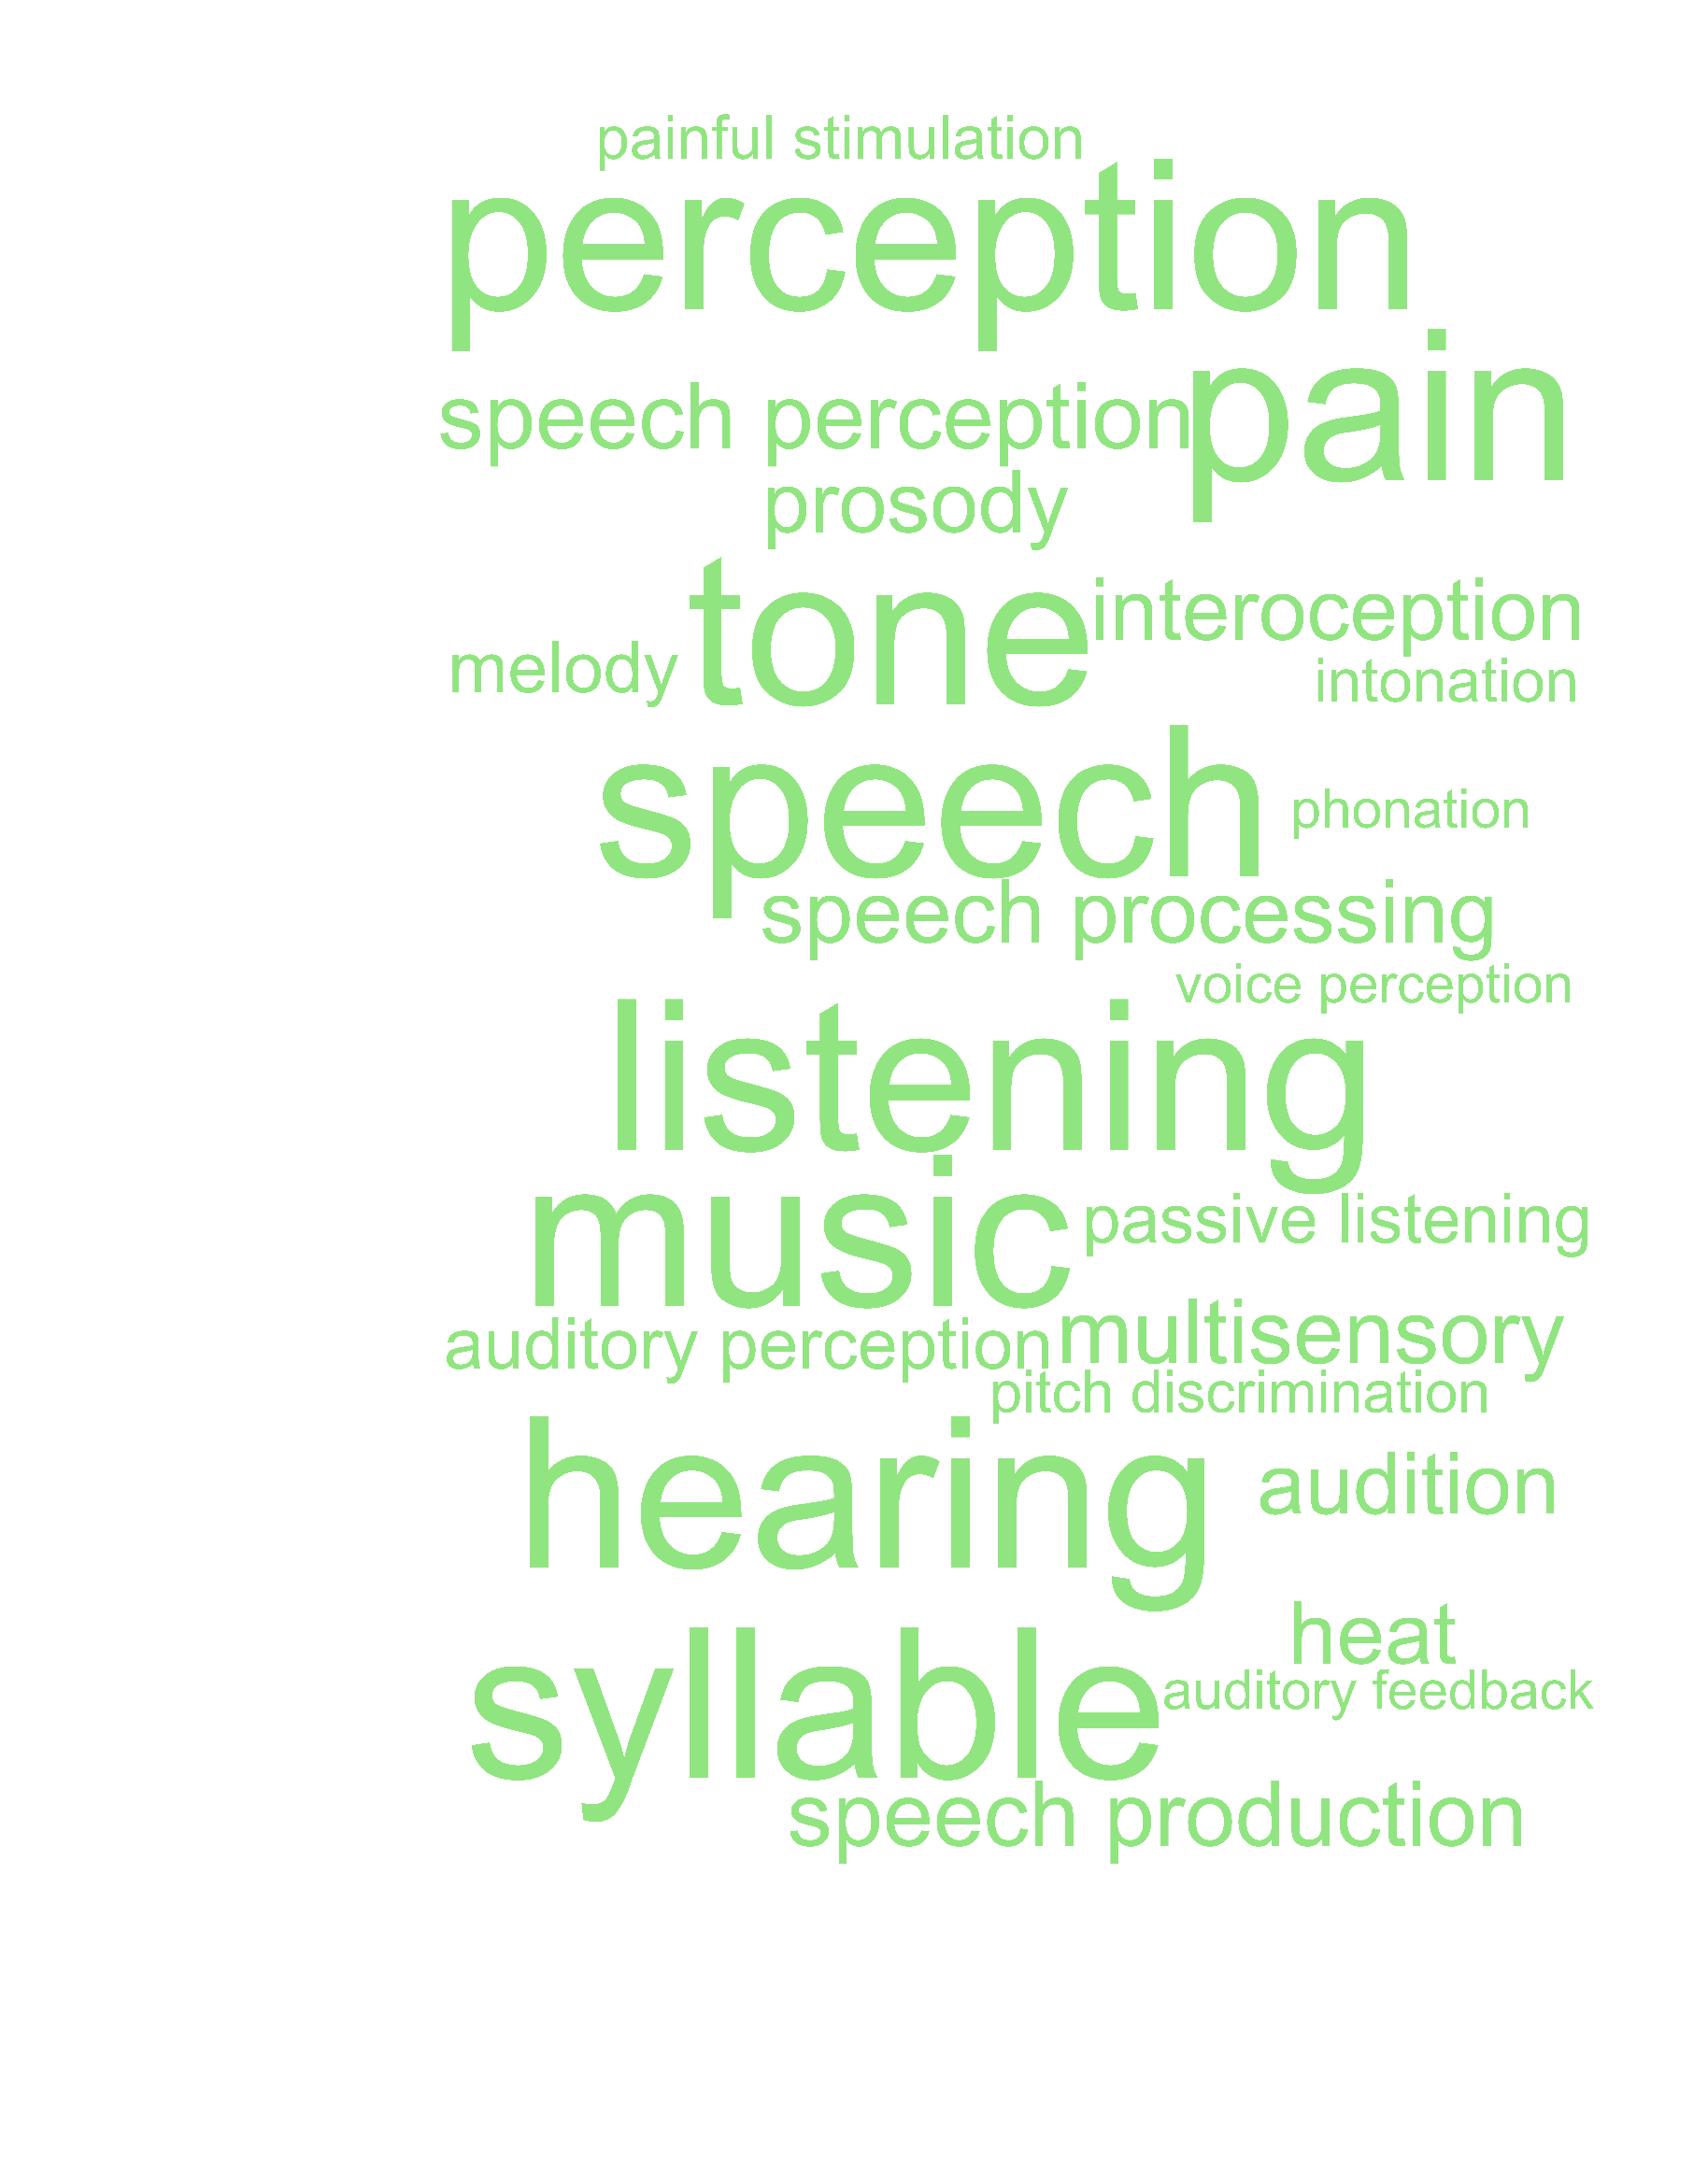 painful stimulation
perception
pain
speech perception
prosody
tone
interoception
melody
intonation
speech
phonation
speech processing
voice perception
listening
music
passive listening
auditory perception
multisensory
pitch discrimination
hearing
audition
heat
syllable
auditory feedback
speech production